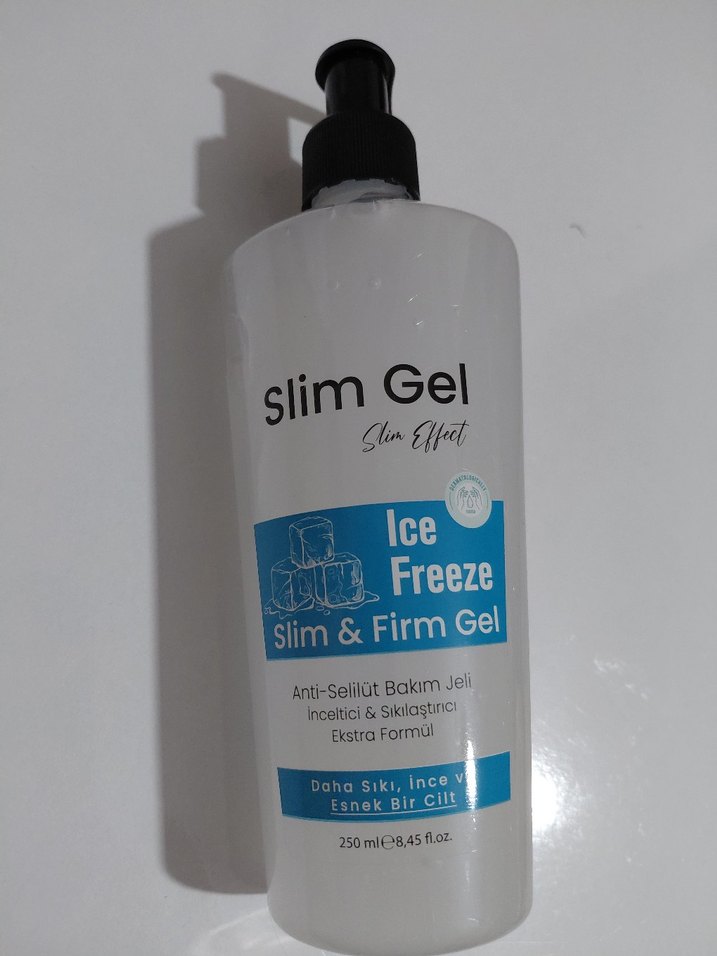 Slim Gel
Slim Effect
DERMATOLOGICALLY
Ice
Freeze
Slim & Firm Gel
Anti-Selilüt Bakım Jeli
İnceltici & Sıkılaştırıcı
Ekstra Formül
Daha Sıkı, İnce v
Esnek Bir Cilt
250 ml℮8,45 fl.oz.